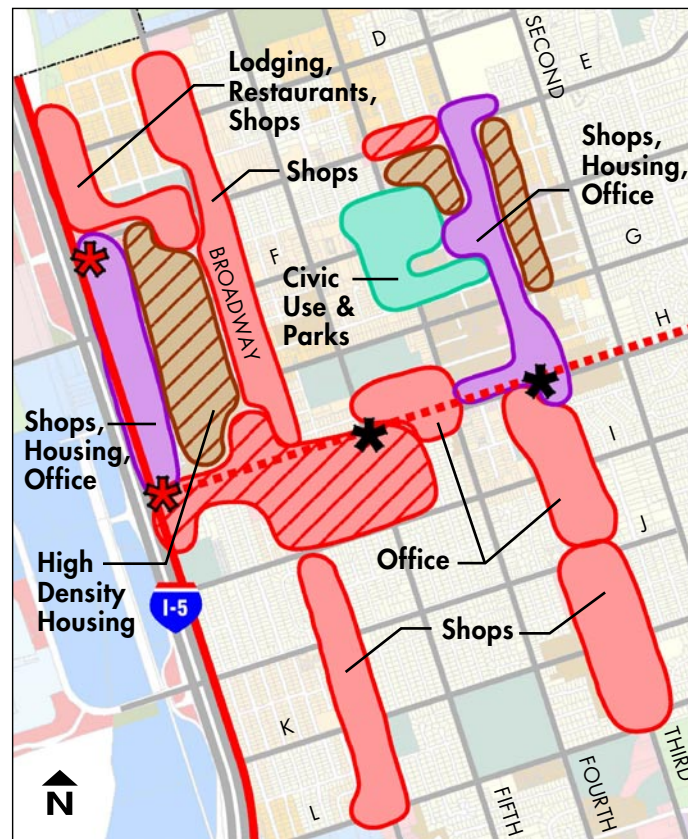 D
SECOND
E
Lodging,
Restaurants,
Shops
Shops,
Housing,
Office
Shops
BROADWAY
F
G
Civic
Use &
Parks
H
Shops,
Housing,
Office
I
J
High
Density
Housing
Office
I-5
Shops
K
L
N
FIFTH
FOURTH
THIRD